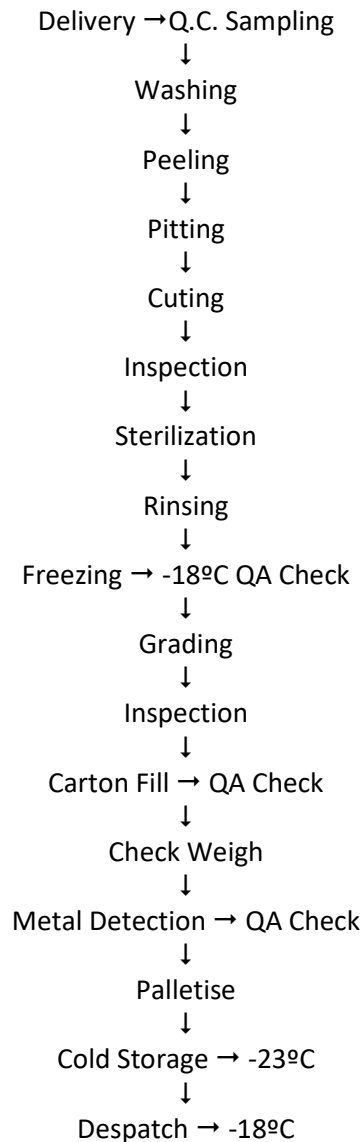 Delivery → Q.C. Sampling
↓
Washing
↓
Peeling
↓
Pitting
↓
Cuting
↓
Inspection
↓
Sterilization
↓
Rinsing
↓
Freezing → -18ºC QA Check
↓
Grading
↓
Inspection
↓
Carton Fill → QA Check
↓
Check Weigh
↓
Metal Detection → QA Check
↓
Palletise
↓
Cold Storage → -23ºC
↓
Despatch → -18ºC